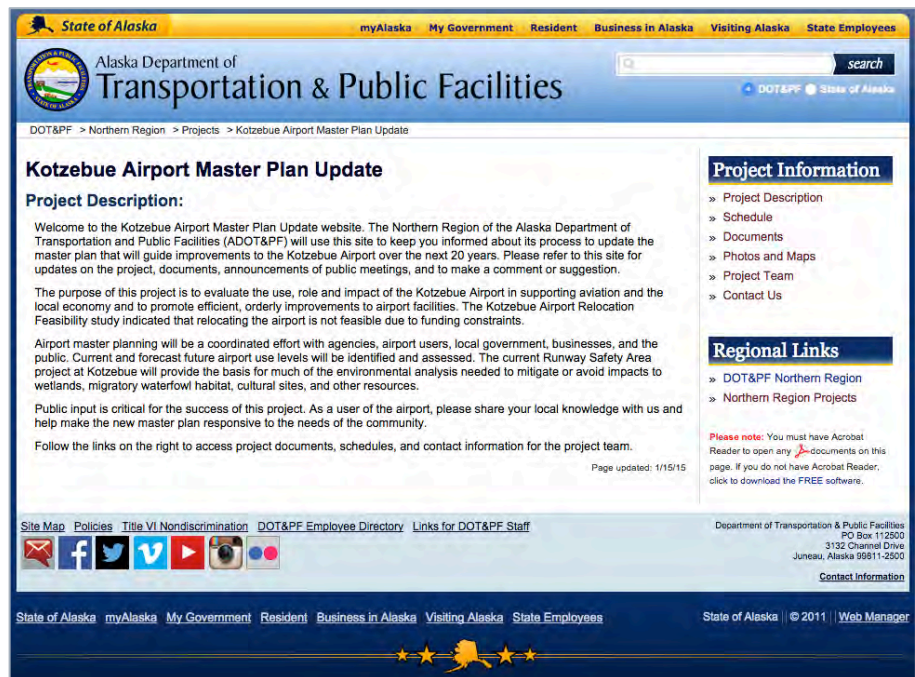 State of Alaska
myAlaska My Government Resident Business in Alaska Visiting Alaska State Employees
Alaska Department of
Transportation & Public Facilities
search
DOT&PF State of Alaska
DOT&PF > Northern Region > Projects > Kotzebue Airport Master Plan Update
Kotzebue Airport Master Plan Update
Project Description:
Welcome to the Kotzebue Airport Master Plan Update website. The Northern Region of the Alaska Department of
Transportation and Public Facilities (ADOT&PF) will use this site to keep you informed about its process to update the
master plan that will guide improvements to the Kotzebue Airport over the next 20 years. Please refer to this site for
updates on the project, documents, announcements of public meetings, and to make a comment or suggestion.
The purpose of this project is to evaluate the use, role and impact of the Kotzebue Airport in supporting aviation and the
local economy and to promote efficient, orderly improvements to airport facilities. The Kotzebue Airport Relocation
Feasibility study indicated that relocating the airport is not feasible due to funding constraints.
Airport master planning will be a coordinated effort with agencies, airport users, local government, businesses, and the
public. Current and forecast future airport use levels will be identified and assessed. The current Runway Safety Area
project at Kotzebue will provide the basis for much of the environmental analysis needed to mitigate or avoid impacts to
wetlands, migratory waterfowl habitat, cultural sites, and other resources.
Public input is critical for the success of this project. As a user of the airport, please share your local knowledge with us and
help make the new master plan responsive to the needs of the community.
Follow the links on the right to access project documents, schedules, and contact information for the project team.
Page updated: 1/15/15
Project Information
» Project Description
» Schedule
» Documents
» Photos and Maps
» Project Team
» Contact Us
Regional Links
» DOT&PF Northern Region
» Northern Region Projects
Please note: You must have Acrobat
Reader to open any documents on this
page. If you do not have Acrobat Reader,
click to download the FREE software.
Site Map Policies Title VI Nondiscrimination DOT&PF Employee Directory Links for DOT&PF Staff
Department of Transportation & Public Facilities
PO Box 112500
3132 Channel Drive
Juneau, Alaska 99811-2500
Contact Information
State of Alaska myAlaska My Government Resident Business in Alaska Visiting Alaska State Employees
State of Alaska || © 2011 || Web Manager